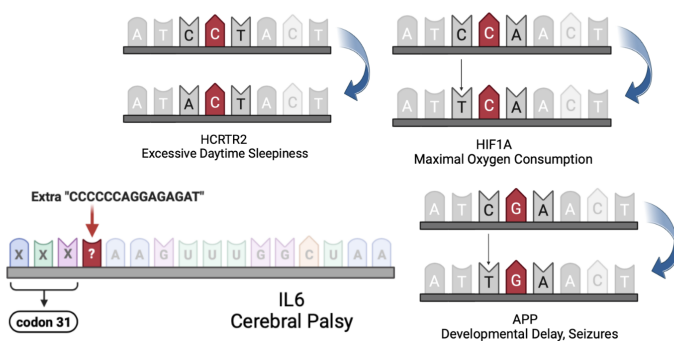 A T C C T A C T
A T A C T A C T
HCRTR2
Excessive Daytime Sleepiness
A T C C A A C T
A T T C A A C T
HIF1A
Maximal Oxygen Consumption
Extra "CCCCCCAGGAGAGAT"
X X X ? A A G U U U G G C U A A
codon 31
IL6
Cerebral Palsy
A T C G A A C T
A T T G A A C T
APP
Developmental Delay, Seizures